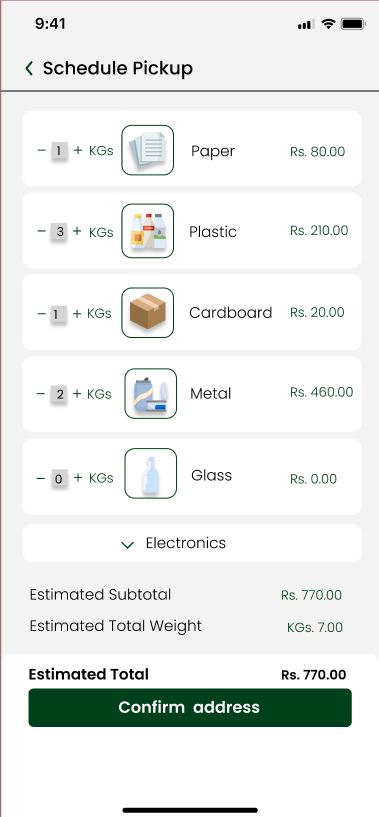 9:41
Schedule Pickup
− 1 + KGs Paper Rs. 80.00
− 3 + KGs Plastic Rs. 210.00
− 1 + KGs Cardboard Rs. 20.00
− 2 + KGs Metal Rs. 460.00
− 0 + KGs Glass Rs. 0.00
Electronics
Estimated Subtotal Rs. 770.00
Estimated Total Weight KGs. 7.00
Estimated Total Rs. 770.00
Confirm address